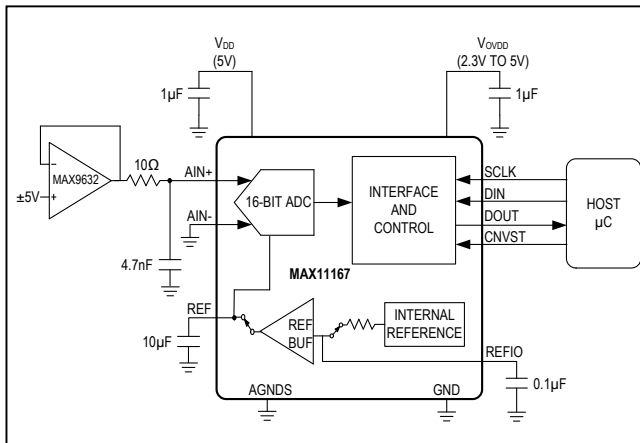 VDD
(5V)
VOVDD
(2.3V TO 5V)
1µF
1µF
MAX9632
-
+
±5V
10Ω
AIN+
AIN-
4.7nF
16-BIT ADC
INTERFACE
AND
CONTROL
SCLK
DIN
DOUT
CNVST
HOST
µC
MAX11167
REF
10µF
REF
BUF
INTERNAL
REFERENCE
REFIO
0.1µF
AGNDS
GND